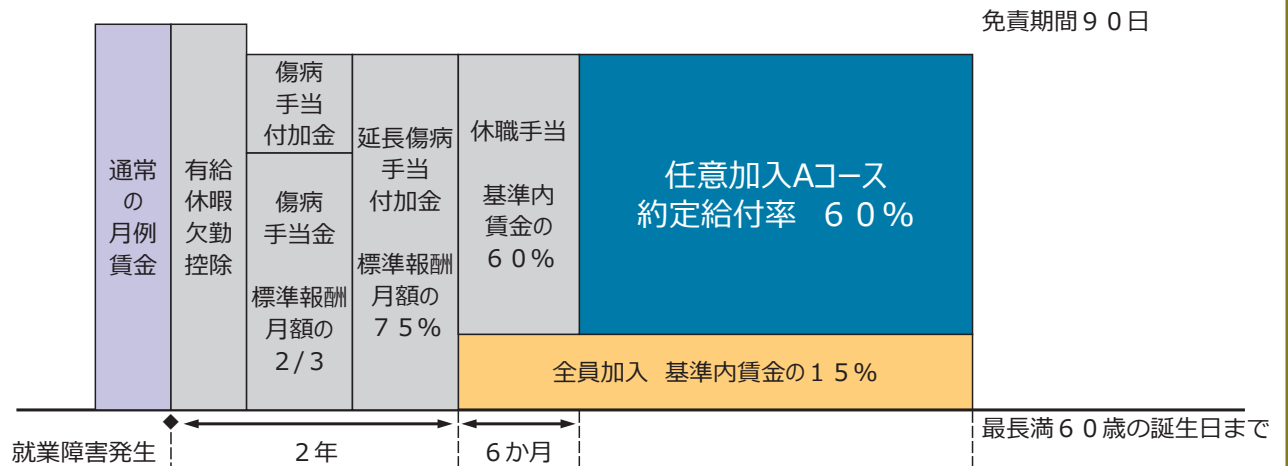 免責期間９０日
通常
の
月例
賃金
有給
休暇
欠勤
控除
傷病
手当
付加金
傷病
手当金
標準報酬
月額の
２/３
延長傷病
手当
付加金
標準報酬
月額の
７５%
休職手当
基準内
賃金の
６０%
任意加入Aコース
約定給付率　６０%
全員加入 基準内賃金の１５%
就業障害発生
２年
６か月
最長満６０歳の誕生日まで